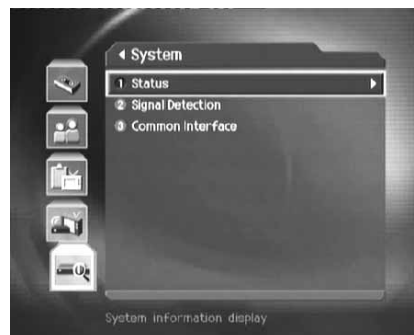 System
1 Status
2 Signal Detection
3 Common Interface
System information display